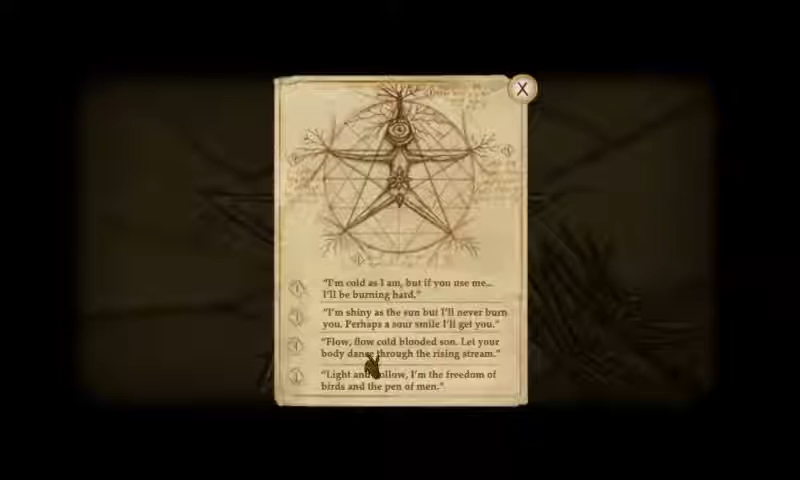 X
"I'm cold as I am, but if you use me...
I'll be burning hard."
"I'm shiny as the sun but I'll never burn
you. Perhaps a sour smile I'll get you."
"Flow, flow cold blooded son. Let your
body dance through the rising stream."
"Light and hollow, I'm the freedom of
birds and the pen of men."